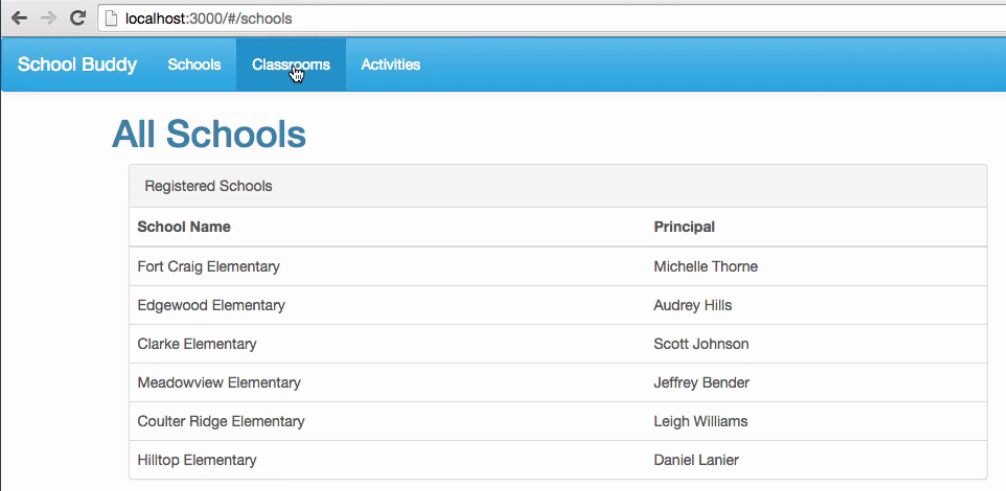 localhost:3000/#/schools
School Buddy Schools Classrooms Activities
All Schools
Registered Schools
School Name Principal
Fort Craig Elementary Michelle Thorne
Edgewood Elementary Audrey Hills
Clarke Elementary Scott Johnson
Meadowview Elementary Jeffrey Bender
Coulter Ridge Elementary Leigh Williams
Hilltop Elementary Daniel Lanier